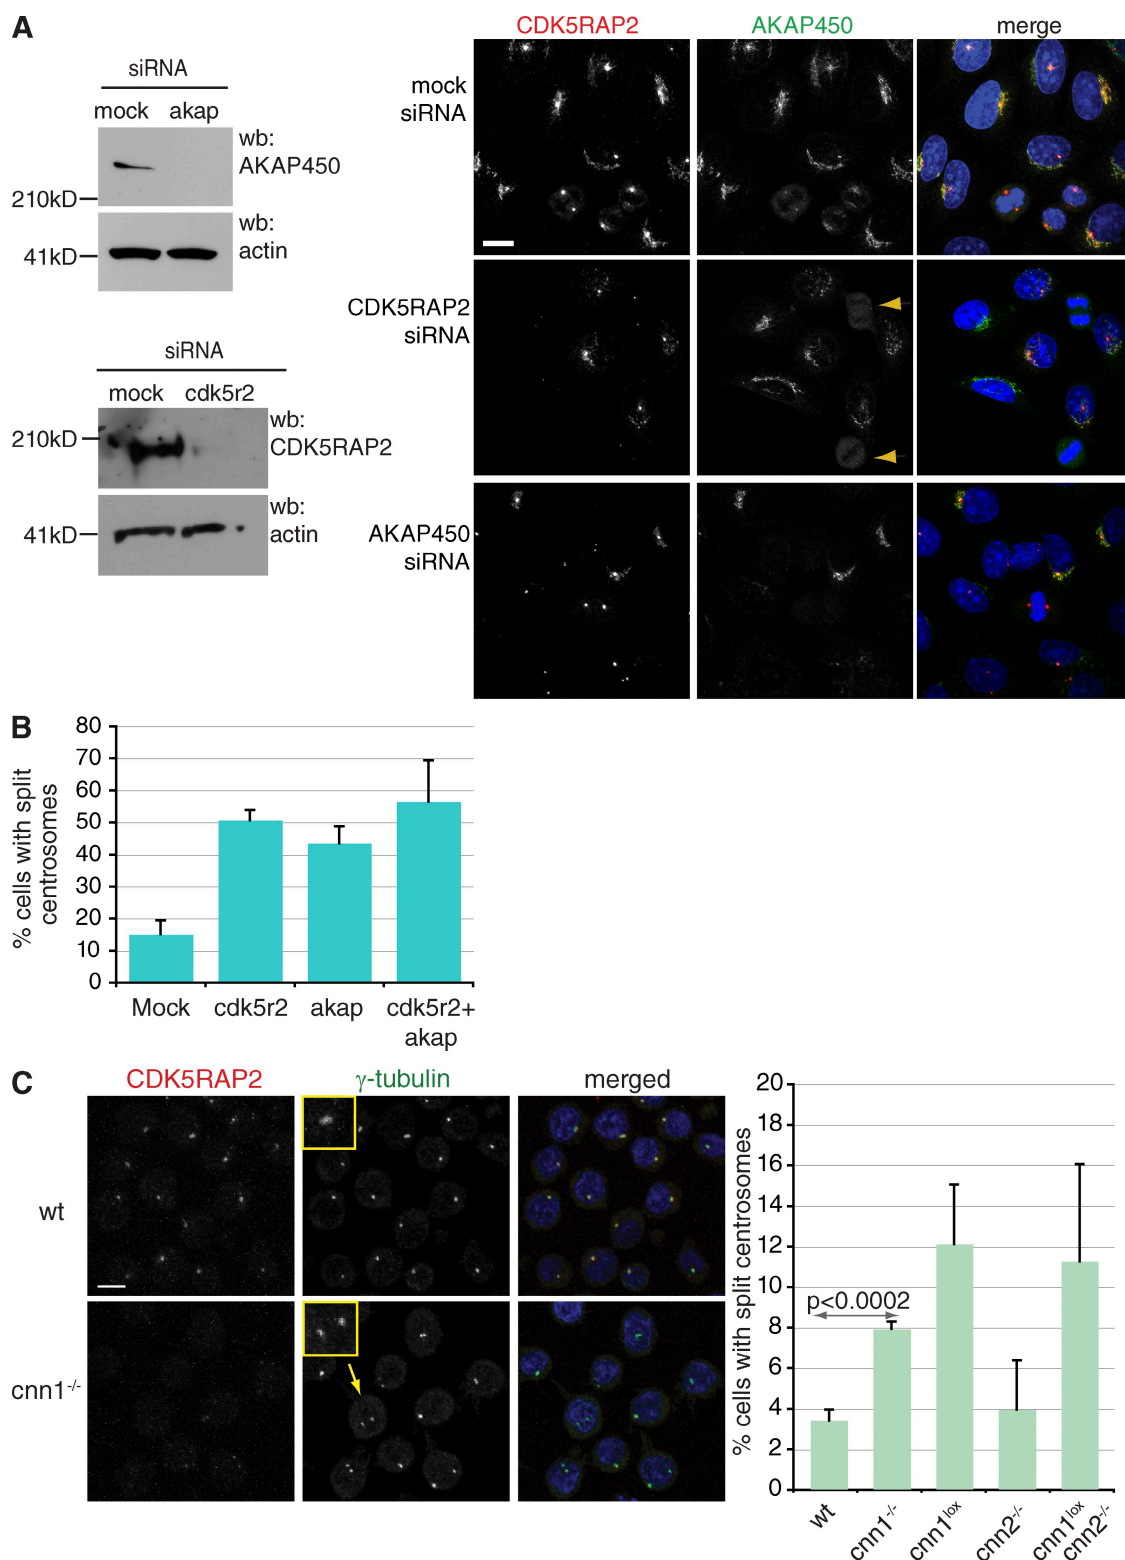 A
siRNA
mock akap
wb:
AKAP450
210kD
wb:
actin
41kD
siRNA
mock cdk5r2
wb:
CDK5RAP2
210kD
wb:
actin
41kD
CDK5RAP2 AKAP450 merge
mock
siRNA
CDK5RAP2
siRNA
AKAP450
siRNA
B
% cells with split
centrosomes
80
70
60
50
40
30
20
10
0
Mock cdk5r2 akap cdk5r2+
akap
C
CDK5RAP2 γ-tubulin merged
wt
cnn1-/-
% cells with split centrosomes
20
18
16
14
12
10
8
6
4
2
0
p<0.0002
wt
cnn1-/-
cnn1lox
cnn2-/-
cnn1lox
cnn2-/-